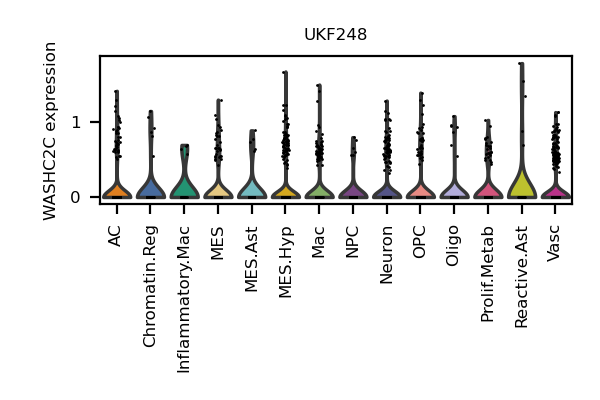 UKF248
WASHC2C expression
1
0
AC
Chromatin.Reg
Inflammatory.Mac
MES
MES.Ast
MES.Hyp
Mac
NPC
Neuron
OPC
Oligo
Prolif.Metab
Reactive.Ast
Vasc